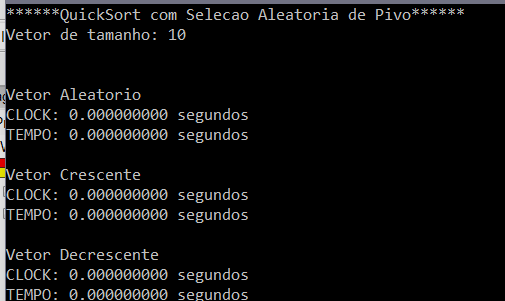 ******QuickSort com Selecao Aleatoria de Pivo******
Vetor de tamanho: 10
Vetor Aleatorio
CLOCK: 0.000000000 segundos
TEMPO: 0.000000000 segundos
Vetor Crescente
CLOCK: 0.000000000 segundos
TEMPO: 0.000000000 segundos
Vetor Decrescente
CLOCK: 0.000000000 segundos
TEMPO: 0.000000000 segundos